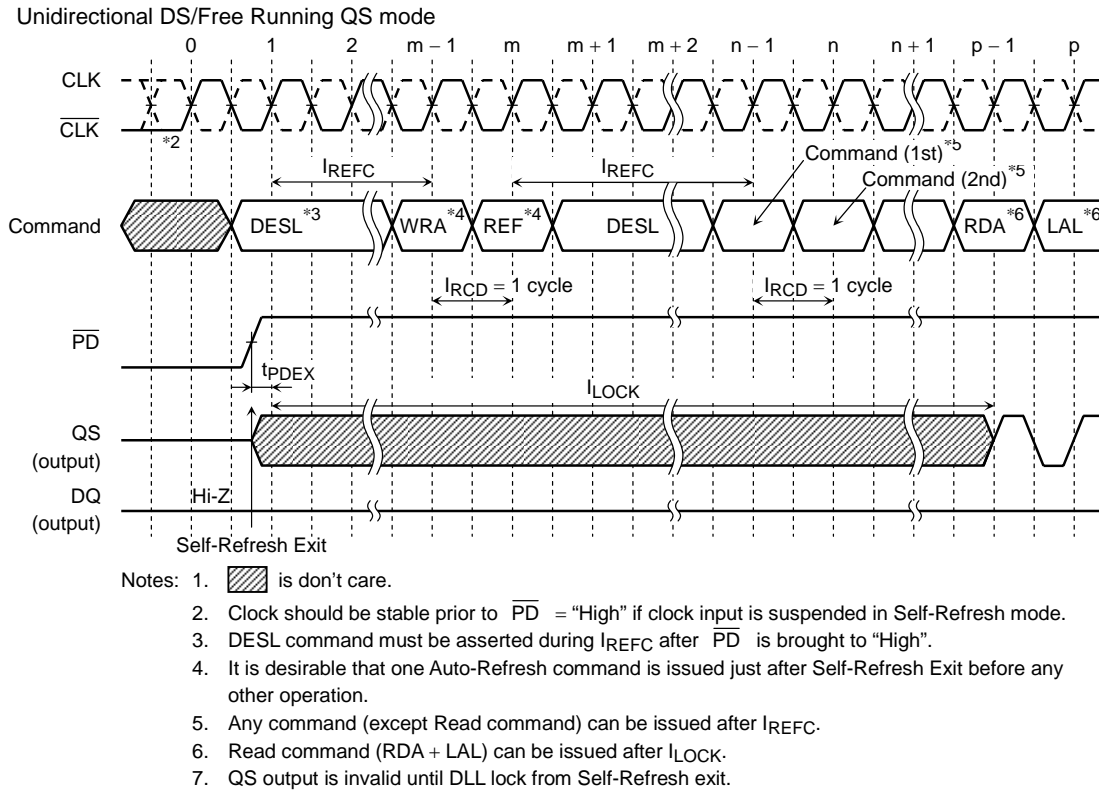 Unidirectional DS/Free Running QS mode
0 1 2 m − 1 m m + 1 m + 2 n − 1 n n + 1 p − 1 p
CLK
CLK
*2
IREFC IREFC Command (1st)*5
Command (2nd)*5
Command DESL*3 WRA*4 REF*4 DESL RDA*6 LAL*6
IRCD = 1 cycle IRCD = 1 cycle
PD
tPDEX
ILOCK
QS
(output)
DQ
(output)
Hi-Z
Self-Refresh Exit
Notes: 1. is don't care.
2. Clock should be stable prior to PD = “High” if clock input is suspended in Self-Refresh mode.
3. DESL command must be asserted during IREFC after PD is brought to “High”.
4. It is desirable that one Auto-Refresh command is issued just after Self-Refresh Exit before any
other operation.
5. Any command (except Read command) can be issued after IREFC.
6. Read command (RDA + LAL) can be issued after ILOCK.
7. QS output is invalid until DLL lock from Self-Refresh exit.